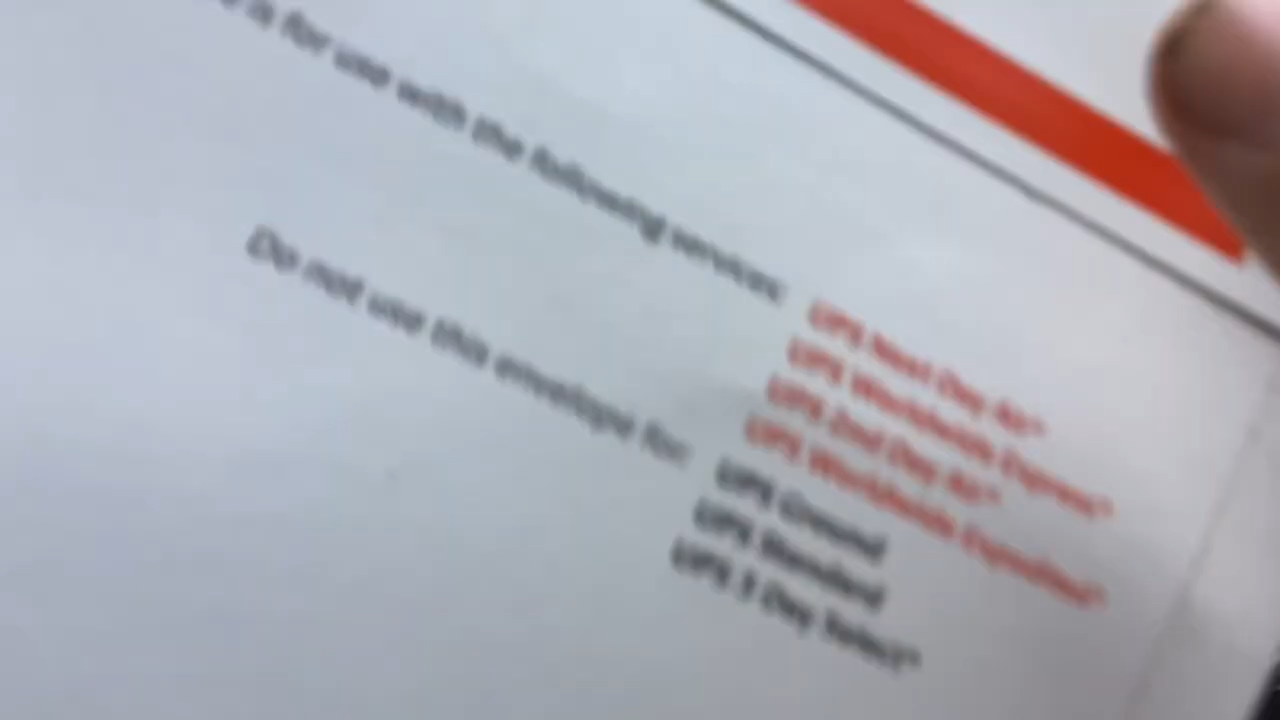 is for use with the following services:
UPS Next Day Air®
UPS Worldwide Express®
UPS 2nd Day Air®
UPS Worldwide Expedited®
Do not use this envelope for:
UPS Ground
UPS Standard
UPS 3 Day Select®